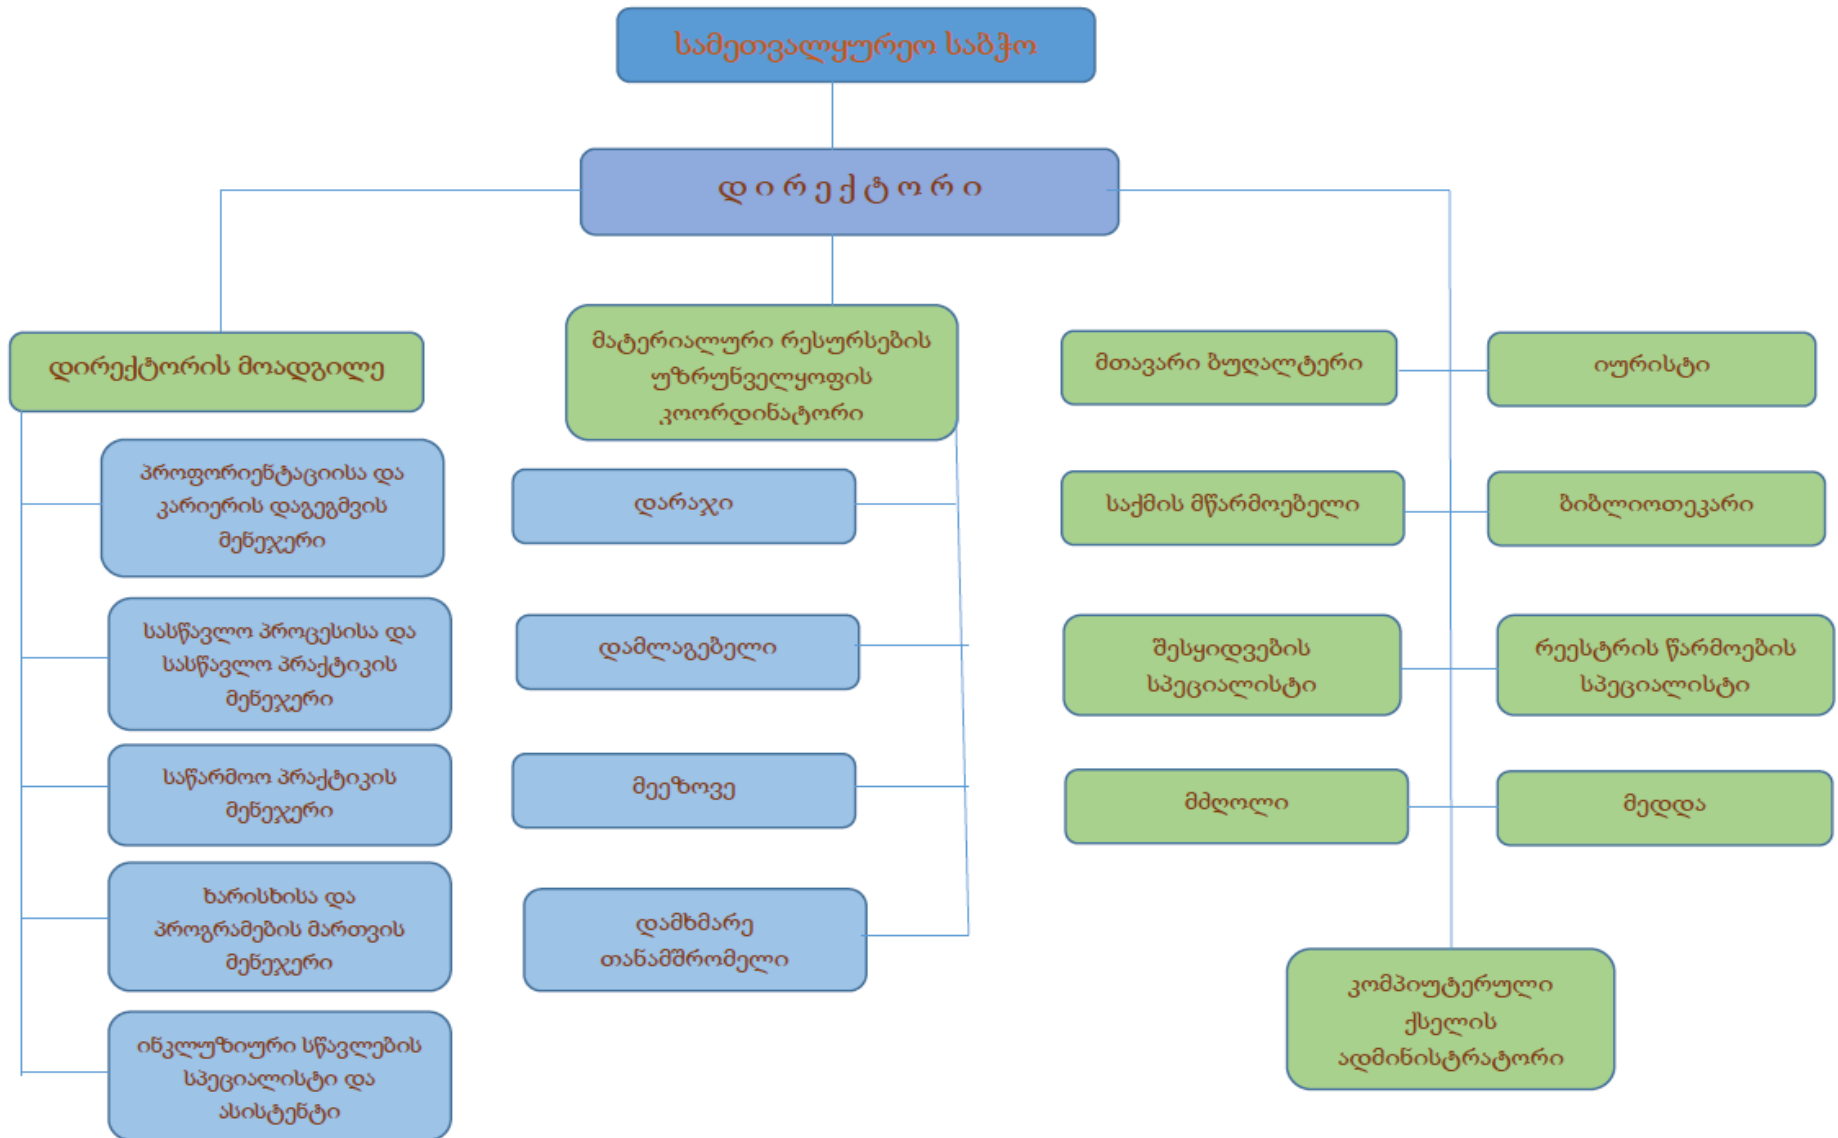 სამეთვალყურეო საბჭო
დ ი რ ე ქ ტ ო რ ი
დირექტორის მოადგილე
პროფორიენტაციისა და
კარიერის დაგეგმვის
მენეჯერი
სასწავლო პროცესისა და
სასწავლო პრაქტიკის
მენეჯერი
საწარმოო პრაქტიკის
მენეჯერი
ხარისხისა და
პროგრამების მართვის
მენეჯერი
ინკლუზიური სწავლების
სპეციალისტი და
ასისტენტი
მატერიალური რესურსების
უზრუნველყოფის
კოორდინატორი
დარაჯი
დამლაგებელი
მეეზოვე
დამხმარე
თანამშრომელი
მთავარი ბუღალტერი
იურისტი
საქმის მწარმოებელი
ბიბლიოთეკარი
შესყიდვების
სპეციალისტი
რეესტრის წარმოების
სპეციალისტი
მძღოლი
მედდა
კომპიუტერული
ქსელის
ადმინისტრატორი